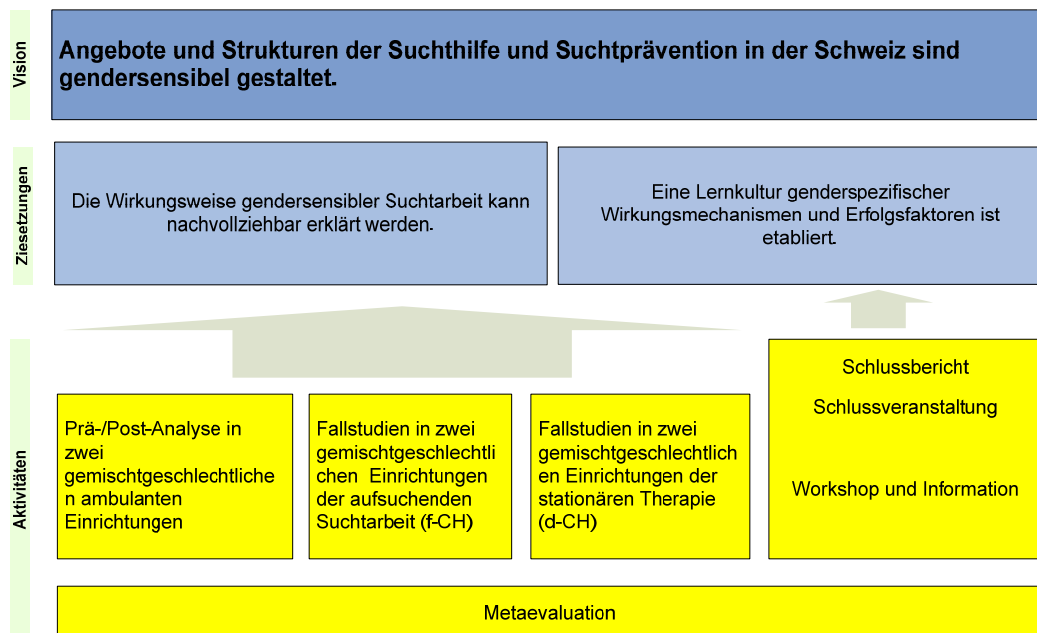 Vision
Angebote und Strukturen der Suchthilfe und Suchtprävention in der Schweiz sind
gendersensibel gestaltet.
Ziesetzungen
Die Wirkungsweise gendersensibler Suchtarbeit kann
nachvollziehbar erklärt werden.
Eine Lernkultur genderspezifischer
Wirkungsmechanismen und Erfolgsfaktoren ist
etabliert.
Aktivitäten
Prä-/Post-Analyse in
zwei
gemischtgeschlechtliche
n ambulanten
Einrichtungen
Fallstudien in zwei
gemischtgeschlechtli
chen Einrichtungen
der aufsuchenden
Suchtarbeit (f-CH)
Fallstudien in zwei
gemischtgeschlechtlich
en Einrichtungen der
stationären Therapie
(d-CH)
Schlussbericht
Schlussveranstaltung
Workshop und Information
Metaevaluation